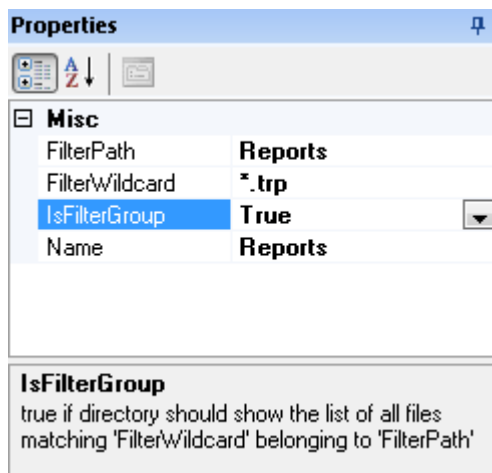 Properties
A
Z
Misc
FilterPath Reports
FilterWildcard *.trp
IsFilterGroup True
Name Reports
IsFilterGroup
true if directory should show the list of all files
matching 'FilterWildcard' belonging to 'FilterPath'